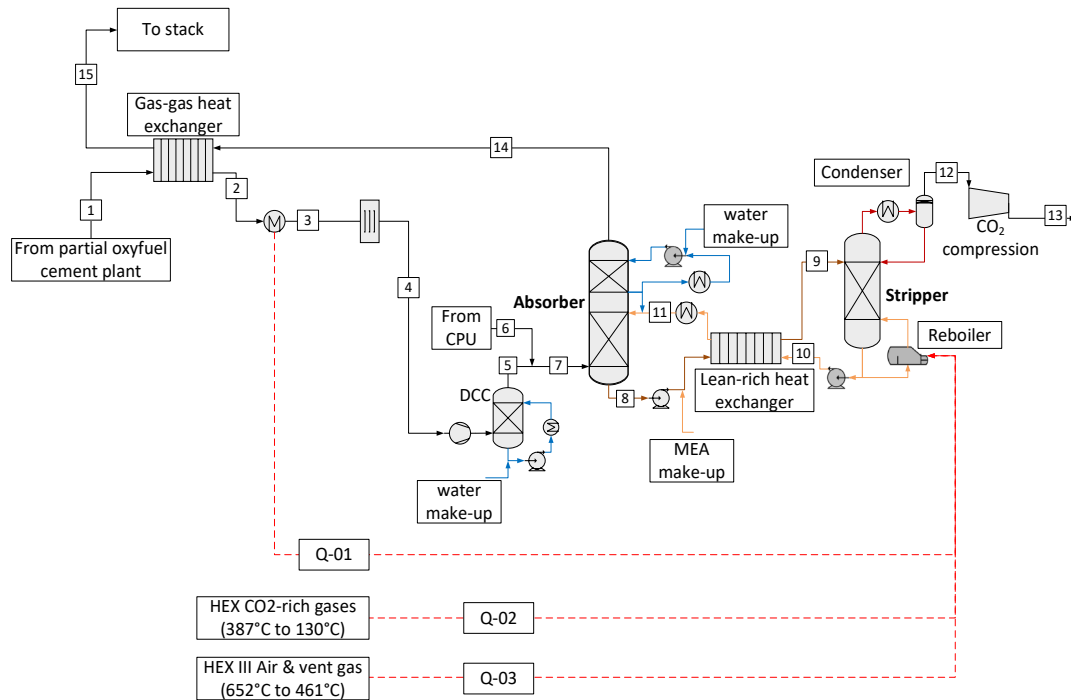 To stack
15
Gas-gas heat
exchanger
14
2
1
3
From partial oxyfuel
cement plant
4
water
make-up
Absorber
From
CPU
6
5
7
DCC
11
8
water
make-up
MEA
make-up
Lean-rich heat
exchanger
10
9
Condenser
12
CO₂
compression
13
Stripper
Reboiler
Q-01
HEX CO2-rich gases
(387°C to 130°C)
Q-02
HEX III Air & vent gas
(652°C to 461°C)
Q-03